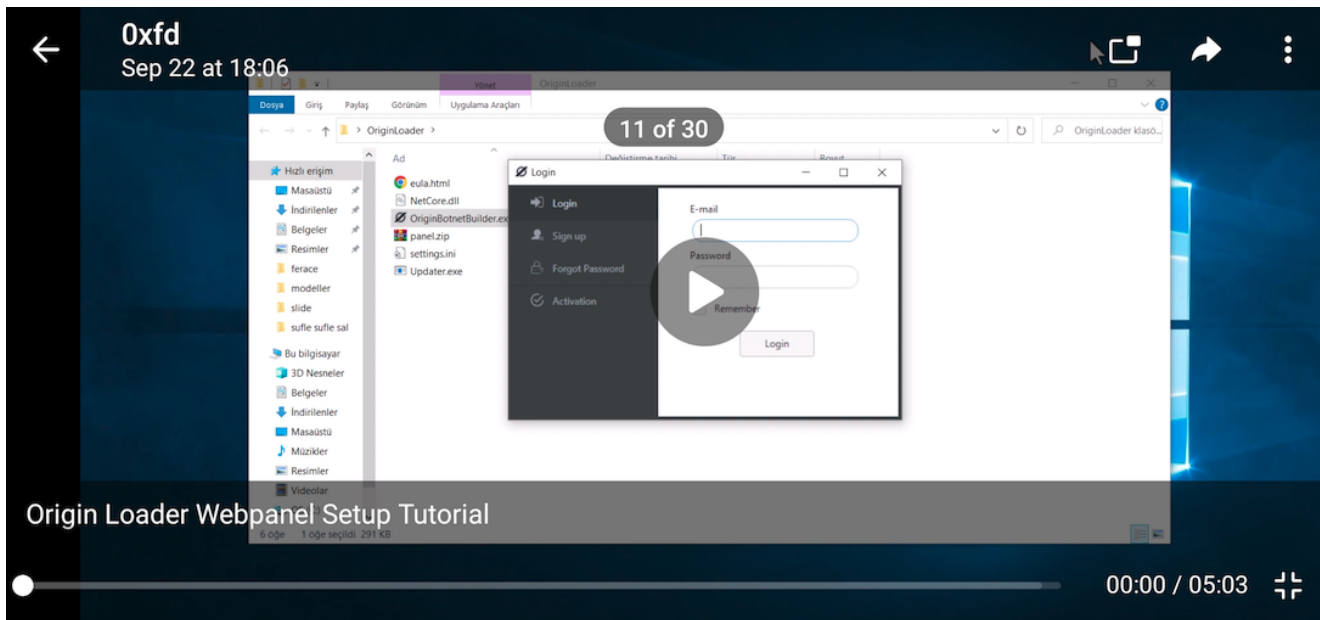 0xfd
Sep 22 at 18:06
Yönet
OriginLoader
Dosya
Giriş
Paylaş
Görünüm
Uygulama Araçları
11 of 30
OriginLoader
OriginLoader klasö...
Ad
Değiştirme tarihi
Tür
Boyut
Hızlı erişim
Masaüstü
İndirilenler
Belgeler
Resimler
ferace
modeller
slide
sufle sufle sal
Bu bilgisayar
3D Nesneler
Belgeler
İndirilenler
Masaüstü
Müzikler
Resimler
Videolar
eula.html
NetCore.dll
OriginBotnetBuilder.ex
panel.zip
settings.ini
Updater.exe
Login
Login
Sign up
Forgot Password
Activation
E-mail
Password
Remember
Login
Origin Loader Webpanel Setup Tutorial
6 öğe
1 öğe seçildi 291 KB
00:00 / 05:03